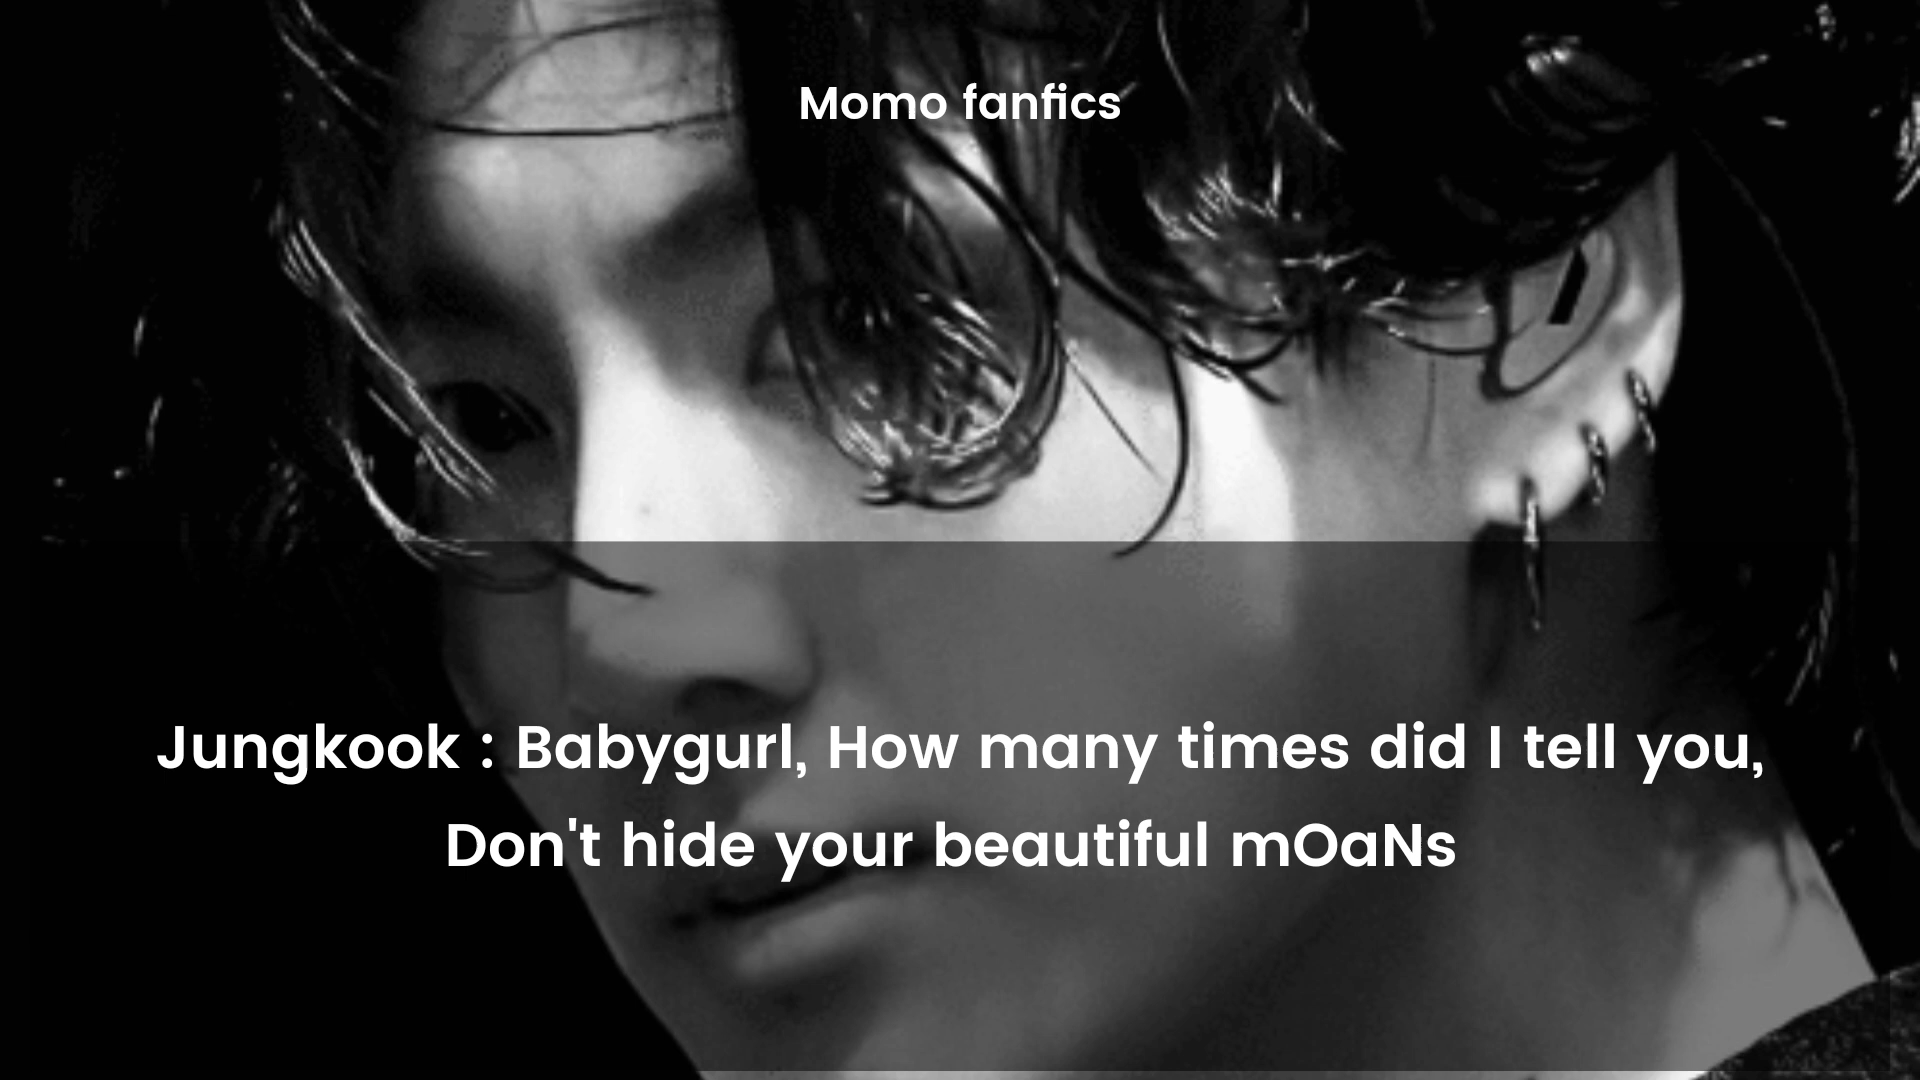 Momo fanfics
Jungkook : Babygurl, How many times did I tell you,
Don't hide your beautiful mOaNs